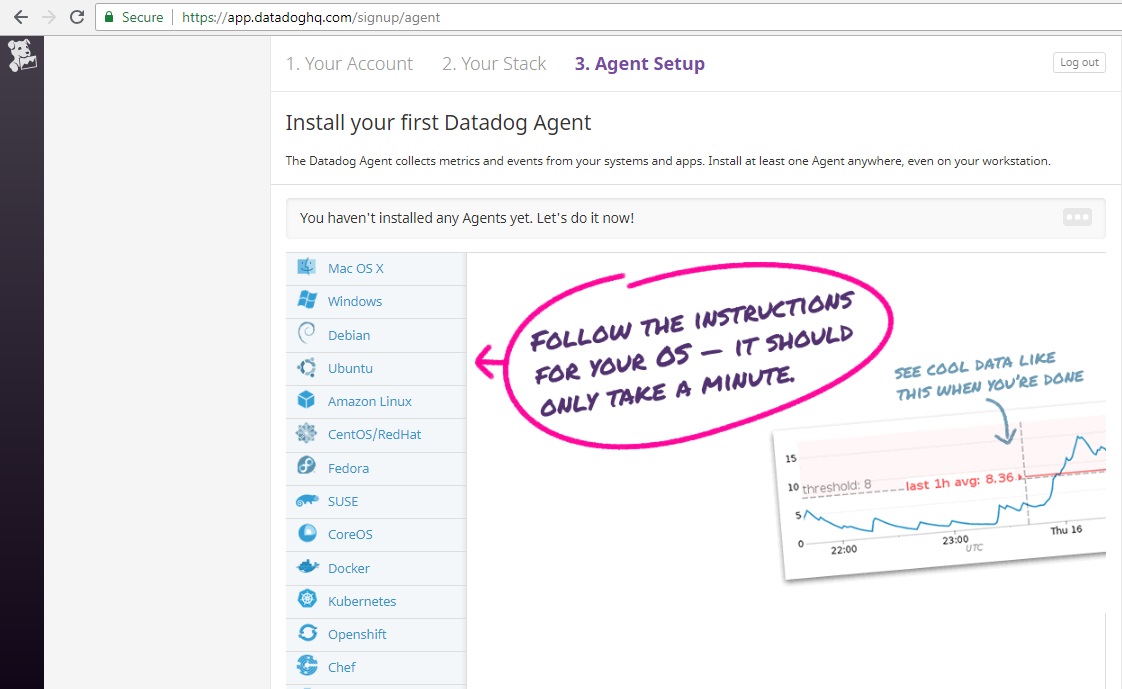 Secure https://app.datadoghq.com/signup/agent
1. Your Account 2. Your Stack 3. Agent Setup
Log out
Install your first Datadog Agent
The Datadog Agent collects metrics and events from your systems and apps. Install at least one Agent anywhere, even on your workstation.
You haven't installed any Agents yet. Let's do it now!
Mac OS X
Windows
Debian
Ubuntu
Amazon Linux
CentOS/RedHat
Fedora
SUSE
CoreOS
Docker
Kubernetes
Openshift
Chef
FOLLOW THE INSTRUCTIONS
FOR YOUR OS — IT SHOULD
ONLY TAKE A MINUTE.
SEE COOL DATA LIKE
THIS WHEN YOU'RE DONE
15
10
5
0
threshold: 8
last 1h avg: 8.36
22:00
23:00
Thu 16
UTC